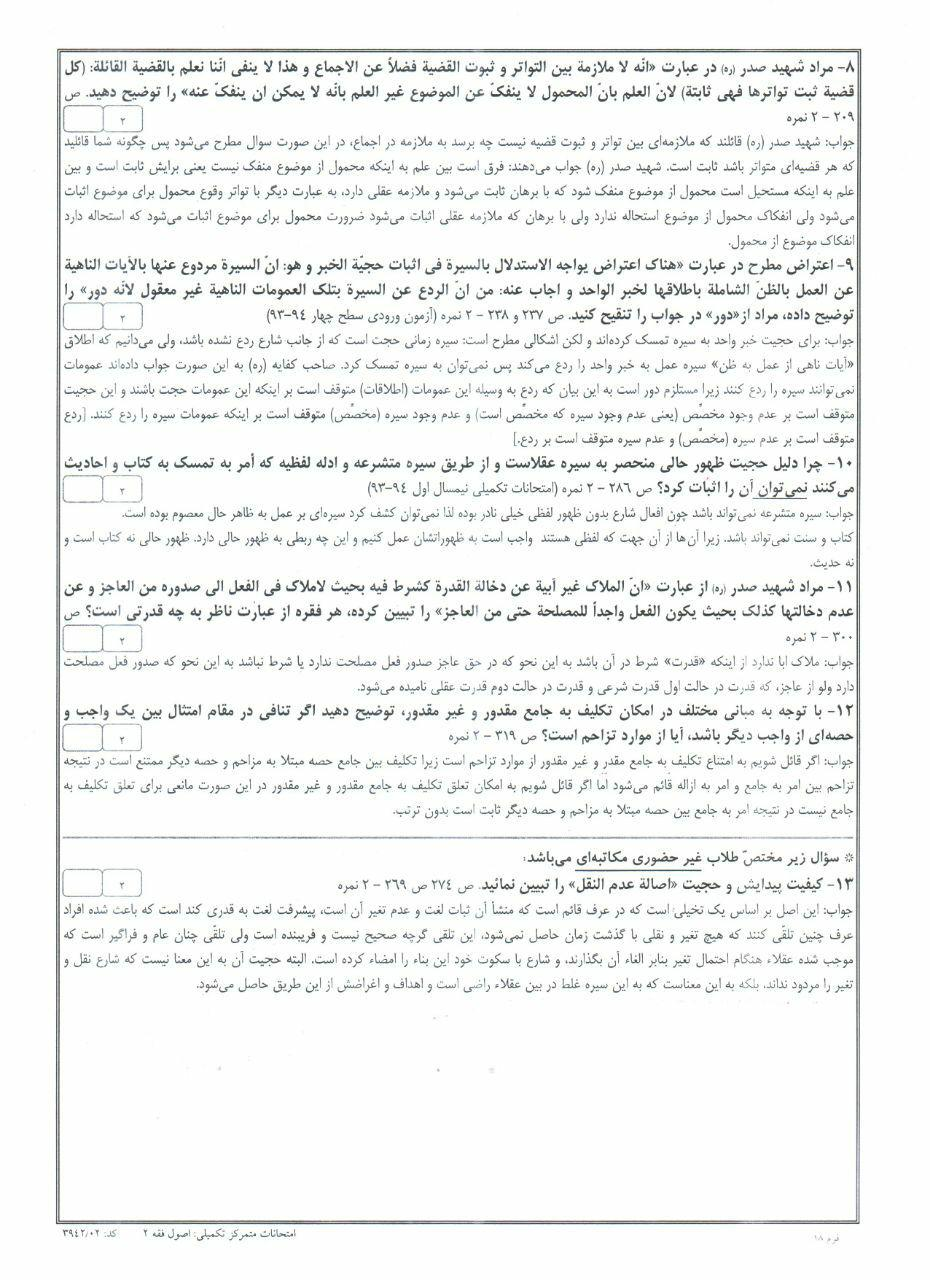 ۸- مراد شهید صدر (ره) در عبارت «انّه لا ملازمة بین التواتر و ثبوت القضیة فضلاً عن الاجماع و هذا لا ینفی انّنا نعلم بالقضیة القائلة: (کل
قضیة ثبت تواترها فهی ثابتة) لانّ العلم بانّ المحمول لا ینفکّ عن الموضوع غیر العلم بانّه لا یمکن ان ینفکّ عنه» را توضیح دهید. ص
۲۰۹ - ۲ نمره
۲
جواب: شهید صدر (ره) قائلند که ملازمه‌ای بین تواتر و ثبوت قضیه نیست چه برسد به ملازمه در اجماع، در این صورت سوال مطرح می‌شود پس چگونه شما قائلید
که هر قضیه‌ای متواتر باشد ثابت است. شهید صدر (ره) جواب می‌دهند: فرق است بین علم به اینکه محمول از موضوع منفک نیست یعنی برایش ثابت است و بین
علم به اینکه مستحیل است محمول از موضوع منفک شود که با برهان ثابت می‌شود و ملازمه عقلی دارد، به عبارت دیگر با تواتر وقوع محمول برای موضوع اثبات
می‌شود ولی انفکاک محمول از موضوع استحاله ندارد ولی با برهان که ملازمه عقلی اثبات می‌شود ضرورت محمول برای موضوع اثبات می‌شود که استحاله دارد
انفکاک موضوع از محمول.
۹- اعتراض مطرح در عبارت «هناک اعتراض یواجه الاستدلال بالسیرة فی اثبات حجیّة الخبر و هو: انّ السیرة مردوع عنها بالآیات الناهیة
عن العمل بالظنّ الشاملة باطلاقها لخبر الواحد و اجاب عنه: من انّ الردع عن السیرة بتلک العمومات الناهیة غیر معقول لانّه دور» را
توضیح داده، مراد از«دور» در جواب را تنقیح کنید. ص ۲۳۷ و ۲۳۸ - ۲ نمره (آزمون ورودی سطح چهار ۹۴-۹۳)
۲
جواب: برای حجیت خبر واحد به سیره تمسک کرده‌اند و لکن اشکالی مطرح است: سیره زمانی حجت است که از جانب شارع ردع نشده باشد، ولی می‌دانیم که اطلاق
«آیات ناهی از عمل به ظن» سیره عمل به خبر واحد را ردع می‌کند پس نمی‌توان به سیره تمسک کرد. صاحب کفایه (ره) به این صورت جواب داده‌اند عمومات
نمی‌توانند سیره را ردع کنند زیرا مستلزم دور است به این بیان که ردع به وسیله این عمومات (اطلاقات) متوقف است بر اینکه این عمومات حجت باشند و این حجیت
متوقف است بر عدم وجود مخصِّص (یعنی عدم وجود سیره که مخصِّص است) و عدم وجود سیره (مخصِّص) متوقف است بر اینکه عمومات سیره را ردع کنند. [ردع
متوقف است بر عدم سیره (مخصِّص) و عدم سیره متوقف است بر ردع.]
۱۰- چرا دلیل حجیت ظهور حالی منحصر به سیره عقلاست و از طریق سیره متشرعه و ادله لفظیه که أمر به تمسک به کتاب و احادیث
می‌کنند نمی‌توان آن را اثبات کرد؟ ص ۲۸۶ - ۲ نمره (امتحانات تکمیلی نیمسال اول ۹۴-۹۳)
۲
جواب: سیره متشرعه نمی‌تواند باشد چون افعال شارع بدون ظهور لفظی خیلی نادر بوده لذا نمی‌توان کشف کرد سیره‌ای بر عمل به ظاهر حال معصوم بوده است.
کتاب و سنت نمی‌تواند باشد. زیرا آن‌ها از آن جهت که لفظی هستند واجب است به ظهوراتشان عمل کنیم و این چه ربطی به ظهور حالی دارد. ظهور حالی نه کتاب است و
نه حدیث.
۱۱- مراد شهید صدر (ره) از عبارت «انّ الملاک غیر آبیة عن دخالة القدرة کشرط فیه بحیث لاملاک فی الفعل الی صدوره من العاجز و عن
عدم دخالتها کذلک بحیث یکون الفعل واجداً للمصلحة حتی من العاجز» را تبیین کرده، هر فقره از عبارت ناظر به چه قدرتی است؟ ص
۳۰۰ - ۲ نمره
۲
جواب: ملاک ابا ندارد از اینکه «قدرت» شرط در آن باشد به این نحو که در حق عاجز صدور فعل مصلحت ندارد یا شرط نباشد به این نحو که صدور فعل مصلحت
دارد ولو از عاجز، که قدرت در حالت اول قدرت شرعی و قدرت در حالت دوم قدرت عقلی نامیده می‌شود.
۱۲- با توجه به مبانی مختلف در امکان تکلیف به جامع مقدور و غیر مقدور، توضیح دهید اگر تنافی در مقام امتثال بین یک واجب و
حصه‌ای از واجب دیگر باشد، آیا از موارد تزاحم است؟ ص ۳۱۹ - ۲ نمره
۲
جواب: اگر قائل شویم به امتناع تکلیف به جامع مقدر و غیر مقدور از موارد تزاحم است زیرا تکلیف بین جامع حصه مبتلا به مزاحم و حصه دیگر ممتنع است در نتیجه
تزاحم بین امر به جامع و امر به ازاله قائم می‌شود اما اگر قائل شویم به امکان تعلق تکلیف به جامع مقدور و غیر مقدور در این صورت مانعی برای تعلق تکلیف به
جامع نیست در نتیجه امر به جامع بین حصه مبتلا به مزاحم و حصه دیگر ثابت است بدون ترتب.
* سؤال زیر مختصّ طلاب غیر حضوری مکاتبه‌ای می‌باشد:
۱۳- کیفیت پیدایش و حجیت «اصالة عدم النقل» را تبیین نمائید. ص ۲۷۴ ص ۲۶۹ - ۲ نمره
۲
جواب: این اصل بر اساس یک تخیلی است که در عرف قائم است که منشأ آن ثبات لغت و عدم تغیر آن است، پیشرفت لغت به قدری کند است که باعث شده افراد
عرف چنین تلقّی کنند که هیچ تغیر و نقلی با گذشت زمان حاصل نمی‌شود، این تلقی گرچه صحیح نیست و فریبنده است ولی تلقّی چنان عام و فراگیر است که
موجب شده عقلاء هنگام احتمال تغیر بنابر الغاء آن بگذارند، و شارع با سکوت خود این بناء را امضاء کرده است. البته حجیت آن به این معنا نیست که شارع نقل و
تغیر را مردود نداند. بلکه به این معناست که به این سیره غلط در بین عقلاء راضی است و اهداف و اغراضش از این طریق حاصل می‌شود.
فرم ۱۸
امتحانات متمرکز تکمیلی: اصول فقه ۲
کد: ۳۹۴۲/۰۲